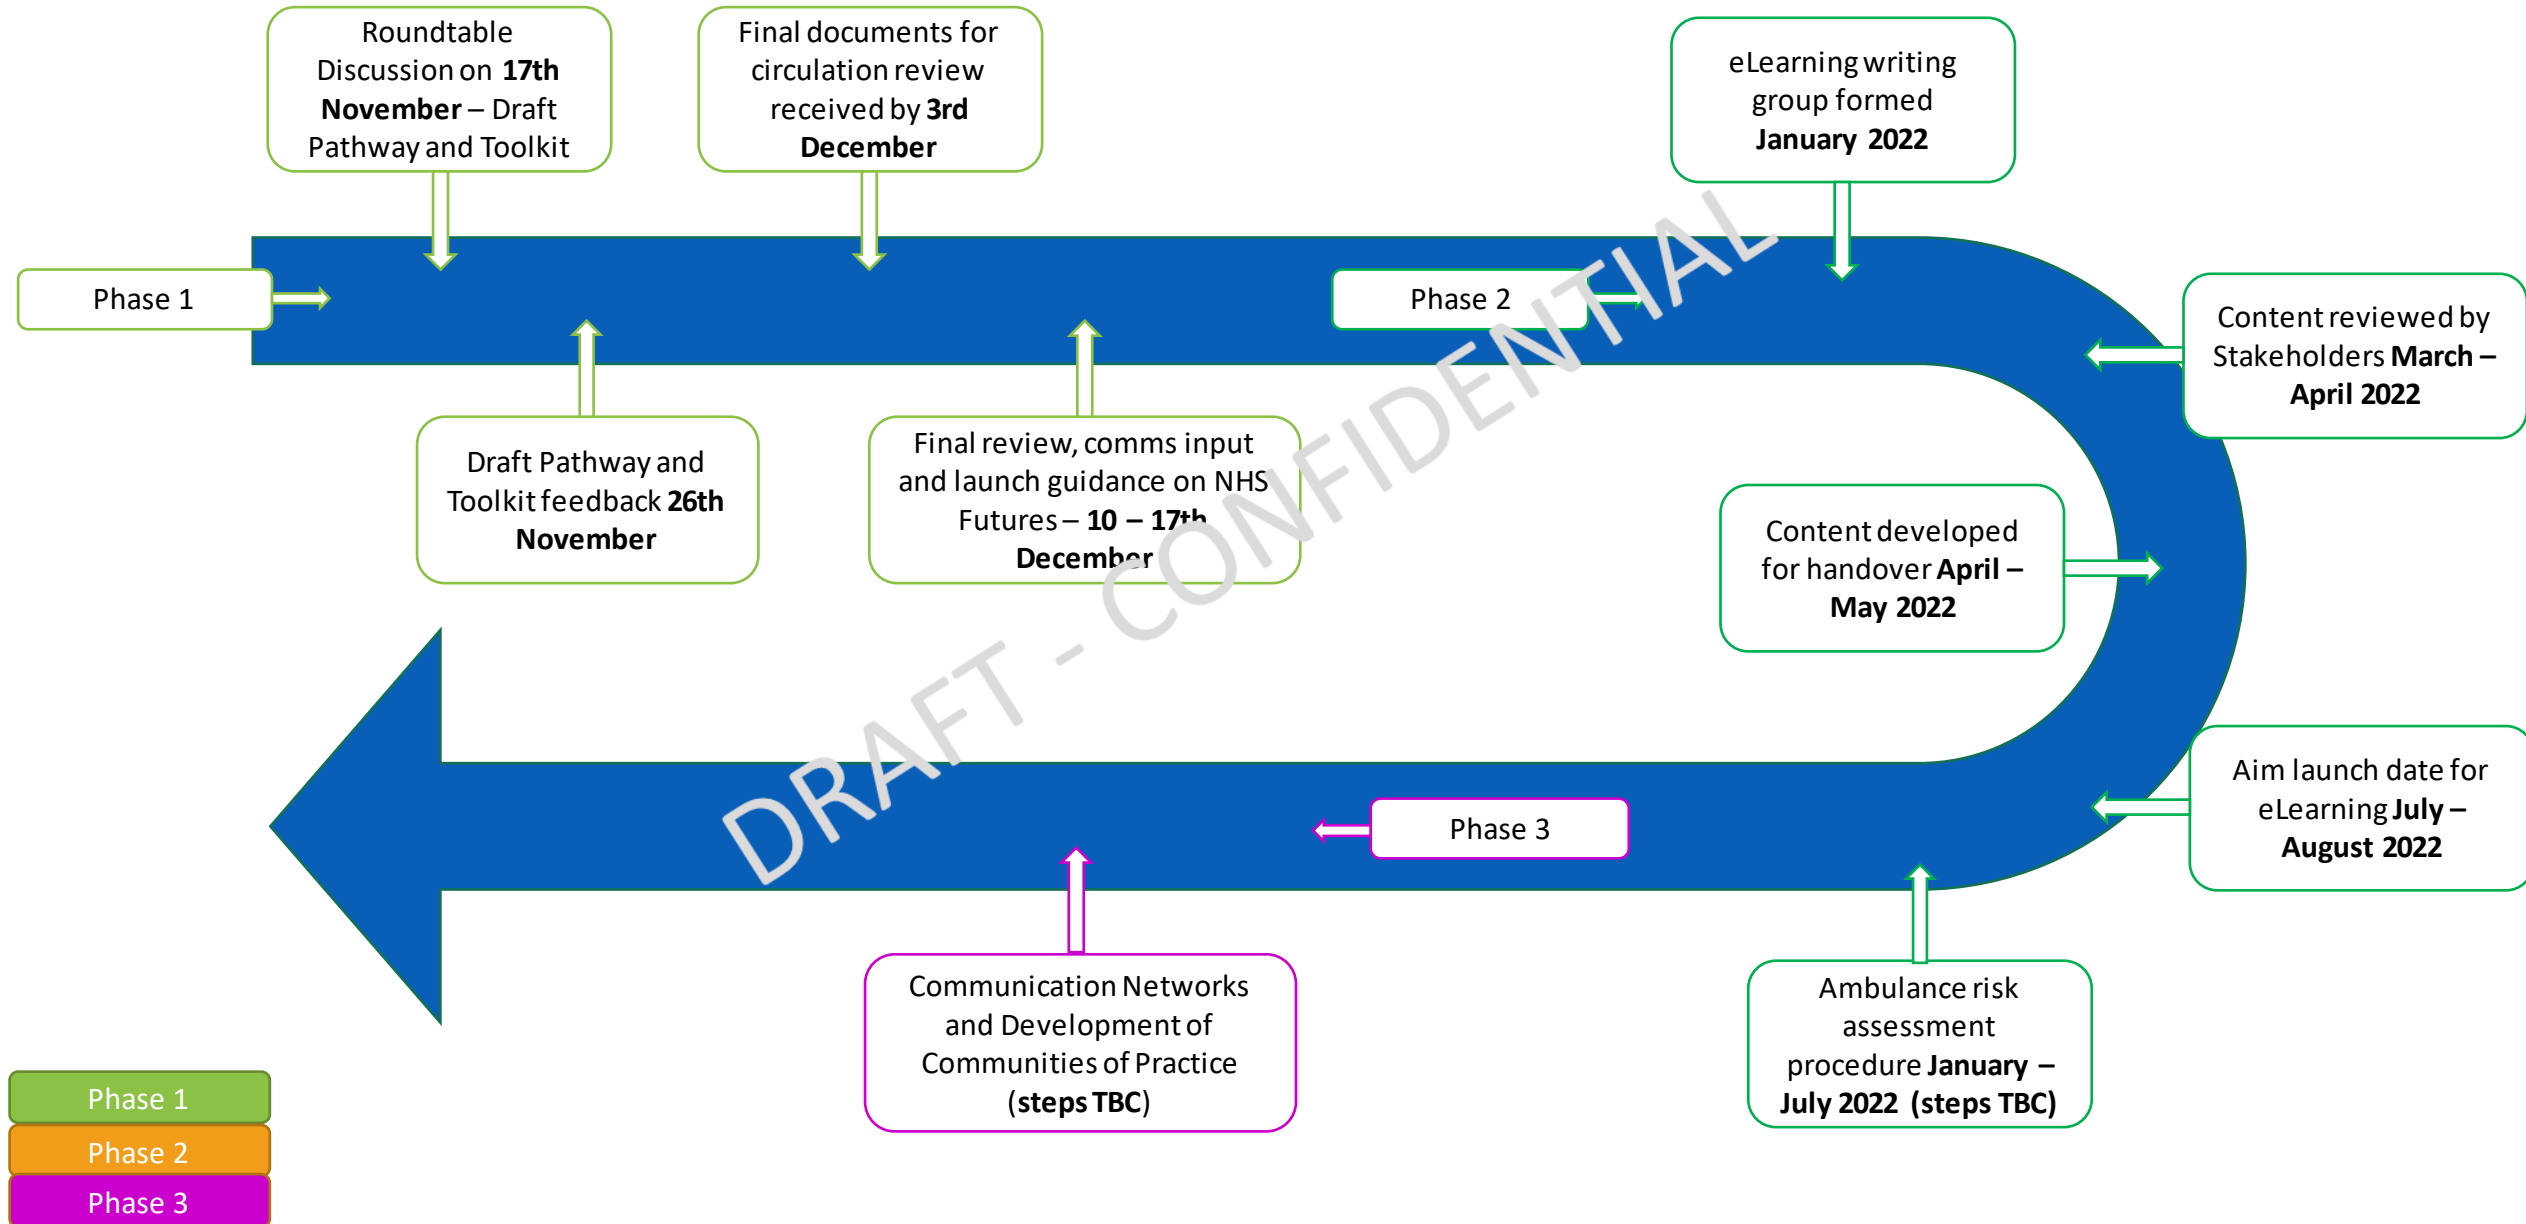 Roundtable
Discussion on 17th
November – Draft
Pathway and Toolkit
Final documents for
circulation review
received by 3rd
December
eLearning writing
group formed
January 2022
Phase 1
Phase 2
Content reviewed by
Stakeholders March –
April 2022
Draft Pathway and
Toolkit feedback 26th
November
Final review, comms input
and launch guidance on NHS
Futures – 10 – 17th
December
Content developed
for handover April –
May 2022
DRAFT - CONFIDENTIAL
Aim launch date for
eLearning July –
August 2022
Phase 3
Communication Networks
and Development of
Communities of Practice
(steps TBC)
Ambulance risk
assessment
procedure January –
July 2022 (steps TBC)
Phase 1
Phase 2
Phase 3